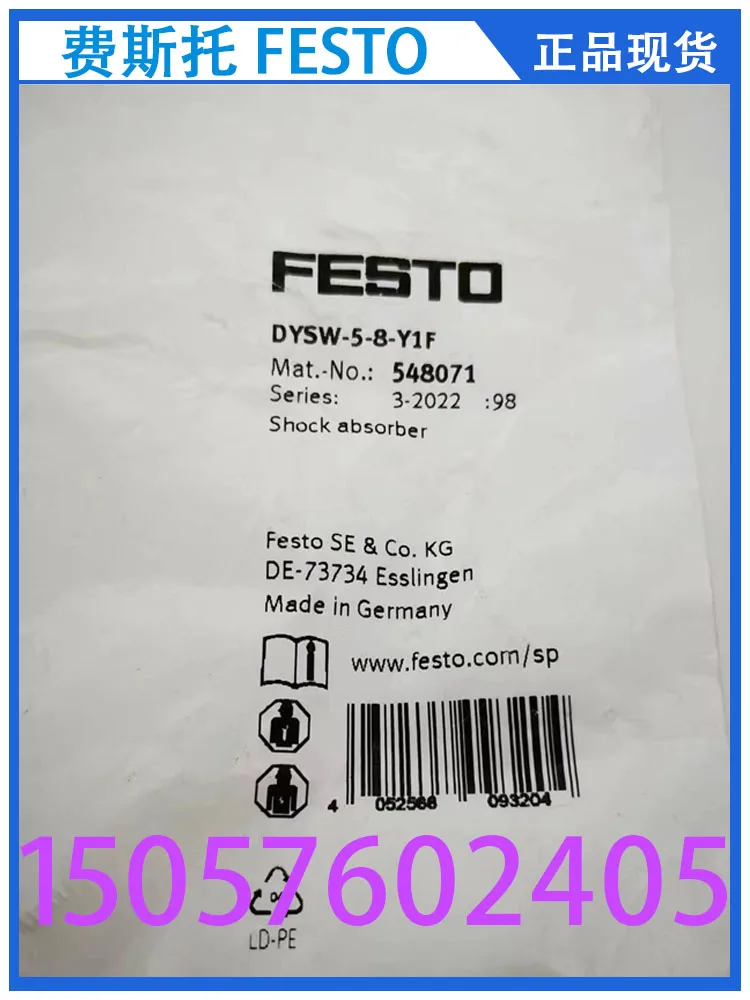 费斯托 FESTO
正品现货
FESTO
DYSW-5-8-Y1F
Mat.-No.: 548071
Series: 3-2022 :98
Shock absorber
Festo SE & Co. KG
DE-73734 Esslingen
Made in Germany
www.festo.com/sp
4 052568 093204
15057602405
LD-PE